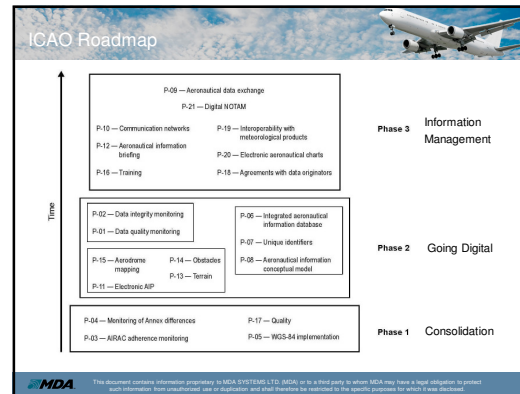 ICAO Roadmap
Time
P-09 — Aeronautical data exchange
P-21 — Digital NOTAM
P-10 — Communication networks
P-12 — Aeronautical information
briefing
P-16 — Training
P-19 — Interoperability with
meteorological products
P-20 — Electronic aeronautical charts
P-18 — Agreements with data originators
Phase 3
Information
Management
P-02 — Data integrity monitoring
P-01 — Data quality monitoring
P-15 — Aerodrome
mapping
P-11 — Electronic AIP
P-14 — Obstacles
P-13 — Terrain
P-06 — Integrated aeronautical
information database
P-07 — Unique identifiers
P-08 — Aeronautical information
conceptual model
Phase 2
Going Digital
P-04 — Monitoring of Annex differences
P-03 — AIRAC adherence monitoring
P-17 — Quality
P-05 — WGS-84 implementation
Phase 1
Consolidation
MDA
This document contains information proprietary to MDA SYSTEMS LTD. (MDA) or to a third party to whom MDA may have a legal obligation to protect
such information from unauthorized use or duplication and shall therefore be restricted to the specific purposes for which it was disclosed.